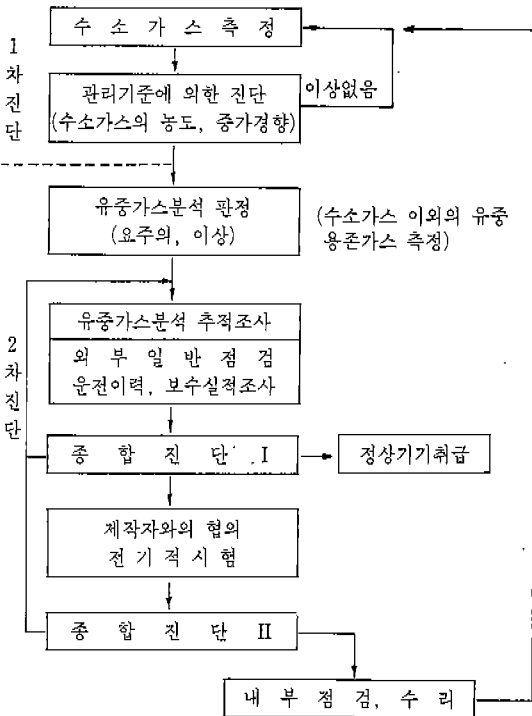 수 소 가 스 측 정
1
차
진
단
관리기준에 의한 진단
(수소가스의 농도, 증가경향)
이상없음
유중가스분석 판정
(요주의, 이상)
(수소가스 이외의 유중
용존가스 측정)
2
차
진
단
유중가스분석 추적조사
외 부 일 반 점 검
운전이력, 보수실적조사
종 합 진 단 I
정상기기취급
제작자와의 협의
전 기 적 시 험
종 합 진 단 II
내 부 점 검, 수 리